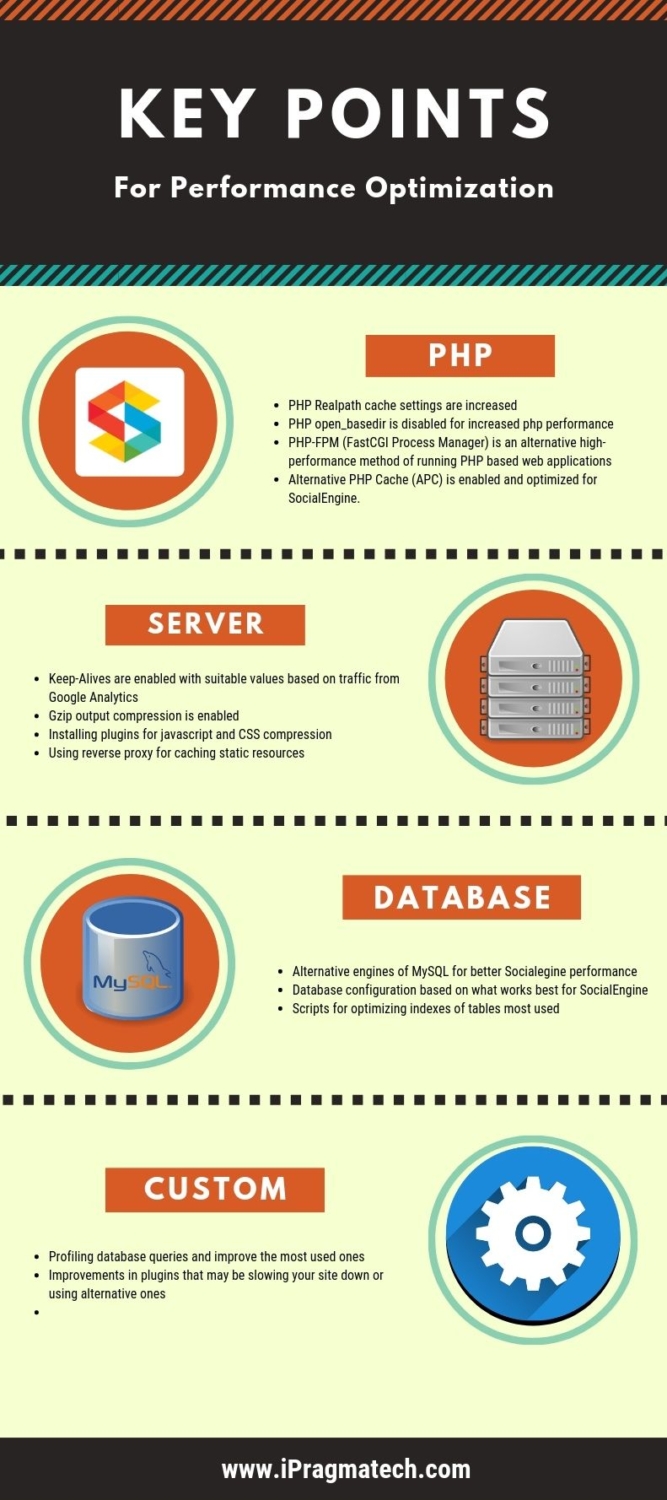 KEY POINTS
For Performance Optimization
PHP
• PHP Realpath cache settings are increased
• PHP open_basedir is disabled for increased php performance
• PHP-FPM (FastCGI Process Manager) is an alternative high-
performance method of running PHP based web applications
• Alternative PHP Cache (APC) is enabled and optimized for
SocialEngine.
SERVER
• Keep-Alives are enabled with suitable values based on traffic from
Google Analytics
• Gzip output compression is enabled
• Installing plugins for javascript and CSS compression
• Using reverse proxy for caching static resources
DATABASE
MySQL
• Alternative engines of MySQL for better Socialegine performance
• Database configuration based on what works best for SocialEngine
• Scripts for optimizing indexes of tables most used
CUSTOM
• Profiling database queries and improve the most used ones
• Improvements in plugins that may be slowing your site down or
using alternative ones
•
www.iPragmatech.com